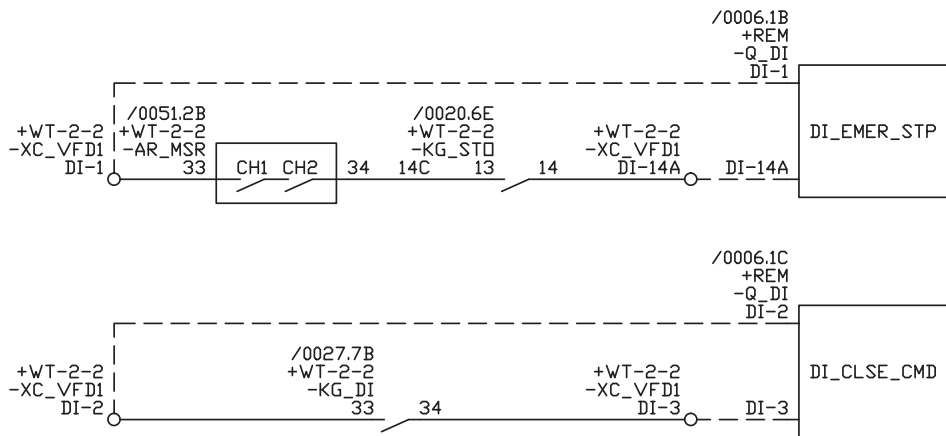 /0006.1B
+REM
-Q_DI
DI-1
DI_EMER_STP
/0051.2B
+WT-2-2
-AR_MSR
/0020.6E
+WT-2-2
-KG_STO
+WT-2-2
-XC_VFD1
DI-1
+WT-2-2
-XC_VFD1
DI-14A
33 CH1 CH2 34 14C 13 14
DI-14A
/0006.1C
+REM
-Q_DI
DI-2
DI_CLSE_CMD
/0027.7B
+WT-2-2
-KG_DI
+WT-2-2
-XC_VFD1
DI-2
33 34
+WT-2-2
-XC_VFD1
DI-3
DI-3